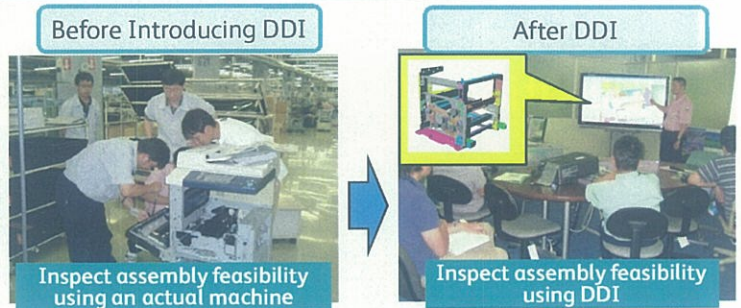 Before Introducing DDI
After DDI
Inspect assembly feasibility
using an actual machine
Inspect assembly feasibility
using DDI